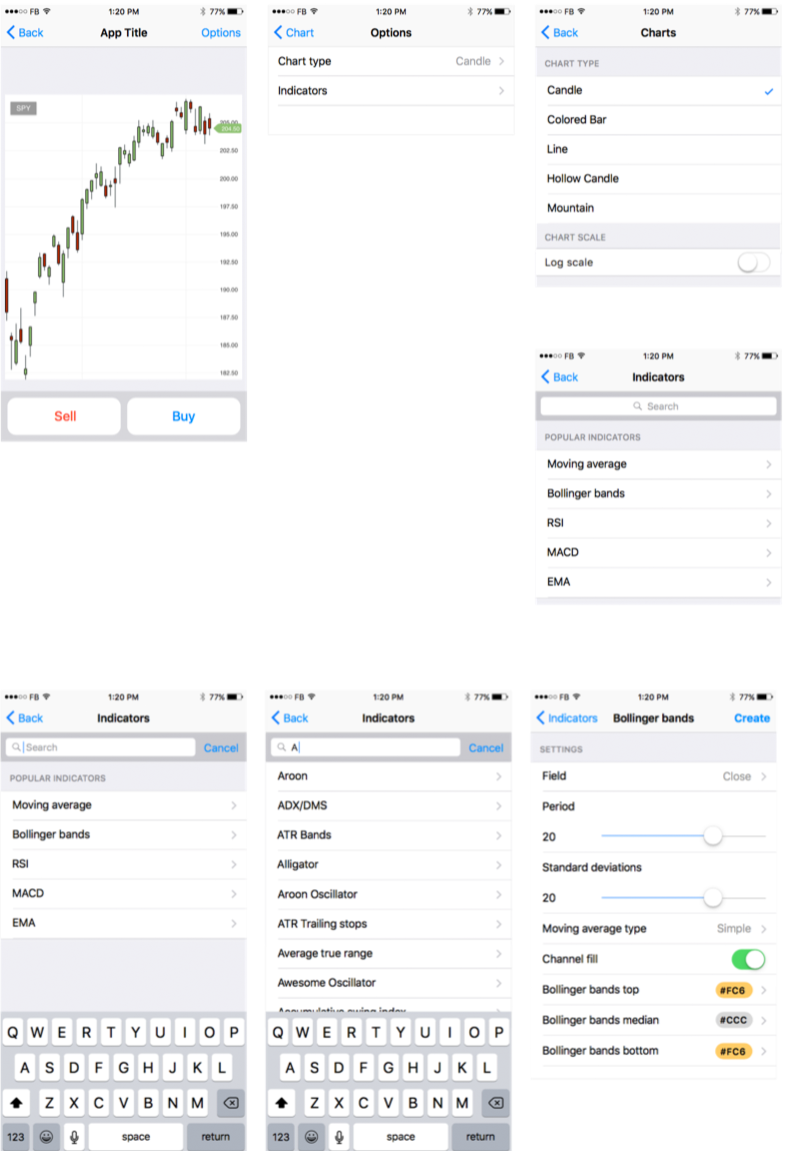 FB 1:20 PM 77%
Back App Title Options
SPY
205.00
204.50
202.50
200.00
197.50
195.00
192.50
190.00
187.50
185.00
182.50
Sell Buy
FB 1:20 PM 77%
Chart Options
Chart type Candle
Indicators
FB 1:20 PM 77%
Back Charts
CHART TYPE
Candle
Colored Bar
Line
Hollow Candle
Mountain
CHART SCALE
Log scale
FB 1:20 PM 77%
Back Indicators
Search
POPULAR INDICATORS
Moving average
Bollinger bands
RSI
MACD
EMA
FB 1:20 PM 77%
Back Indicators
Search Cancel
POPULAR INDICATORS
Moving average
Bollinger bands
RSI
MACD
EMA
Q W E R T Y U I O P
A S D F G H J K L
Z X C V B N M
123 space return
FB 1:20 PM 77%
Back Indicators
A Cancel
Aroon
ADX/DMS
ATR Bands
Alligator
Aroon Oscillator
ATR Trailing stops
Average true range
Awesome Oscillator
Accumulative swing index
Q W E R T Y U I O P
A S D F G H J K L
Z X C V B N M
123 space return
FB 1:20 PM 77%
Indicators Bollinger bands Create
SETTINGS
Field Close
Period
20
Standard deviations
20
Moving average type Simple
Channel fill
Bollinger bands top #FC6
Bollinger bands median #CCC
Bollinger bands bottom #FC6